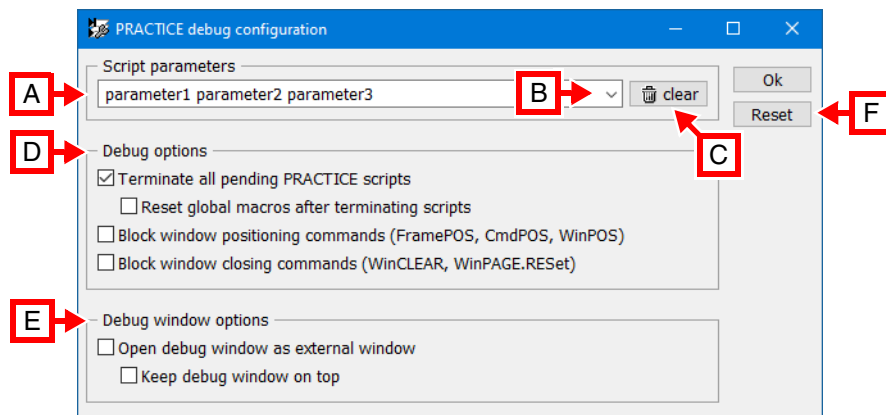 PRACTICE debug configuration
Script parameters
A
parameter1 parameter2 parameter3
B
clear
Ok
Reset
F
C
D
Debug options
Terminate all pending PRACTICE scripts
Reset global macros after terminating scripts
Block window positioning commands (FramePOS, CmdPOS, WinPOS)
Block window closing commands (WinCLEAR, WinPAGE.RESet)
E
Debug window options
Open debug window as external window
Keep debug window on top